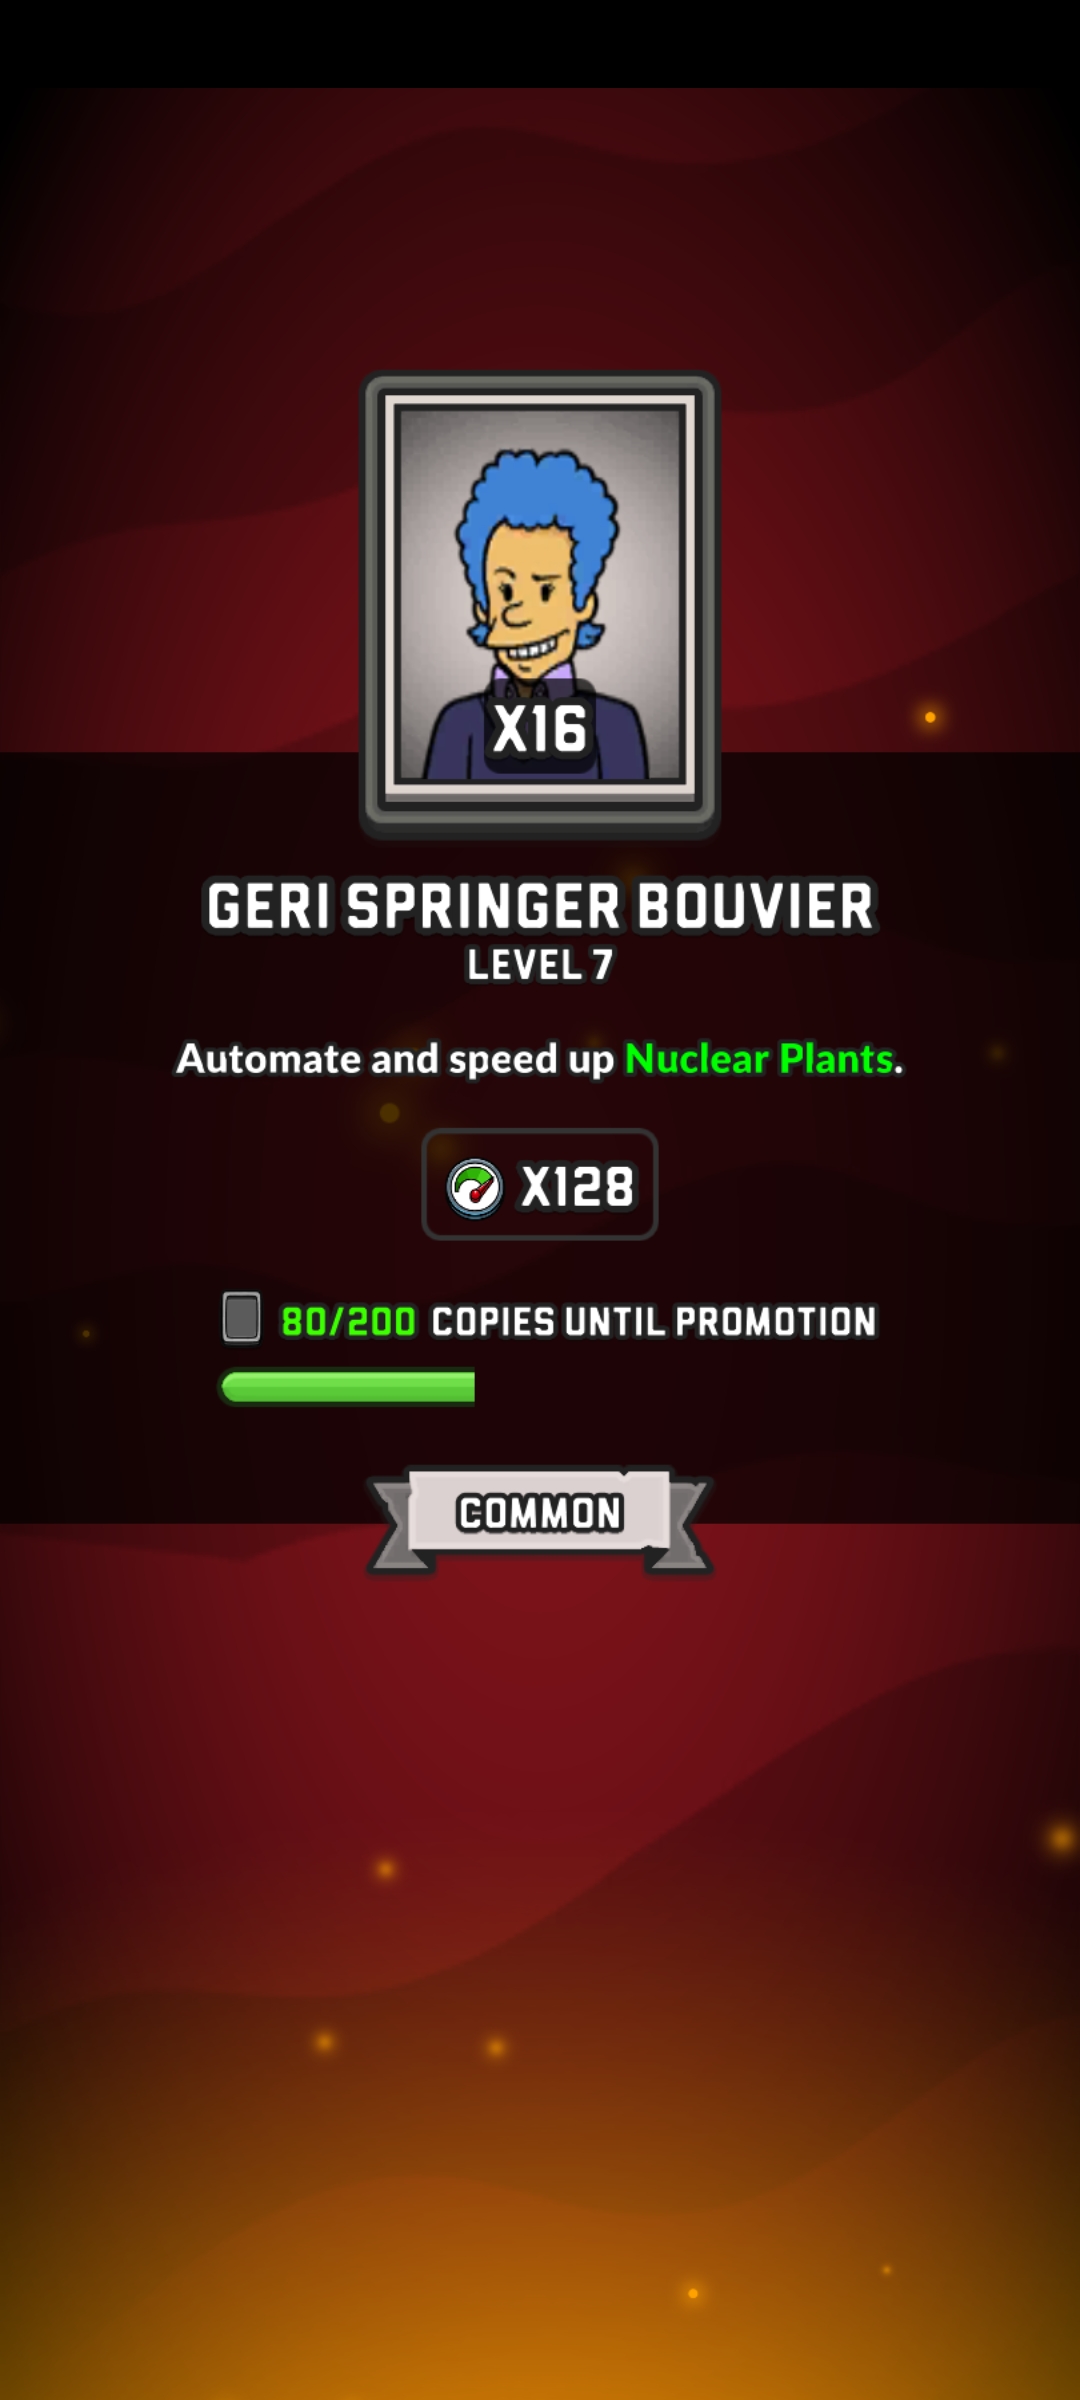 X16
GERI SPRINGER BOUVIER
LEVEL 7
Automate and speed up Nuclear Plants.
X128
80/200 COPIES UNTIL PROMOTION
COMMON